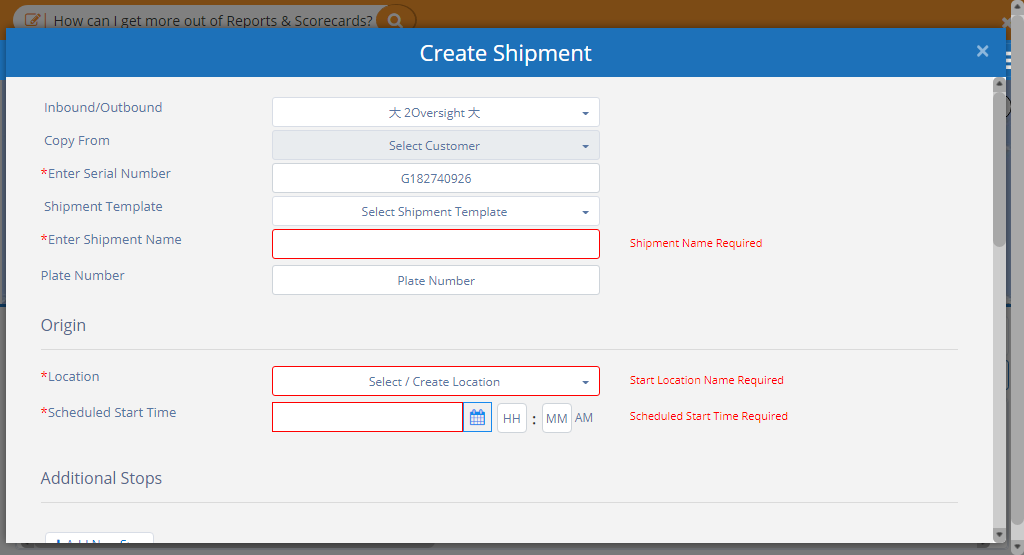 How can I get more out of Reports & Scorecards?
Create Shipment
Inbound/Outbound
大 2Oversight 大
Copy From
Select Customer
*Enter Serial Number
G182740926
Shipment Template
Select Shipment Template
*Enter Shipment Name
Shipment Name Required
Plate Number
Plate Number
Origin
*Location
Select / Create Location
Start Location Name Required
*Scheduled Start Time
HH : MM AM
Scheduled Start Time Required
Additional Stops